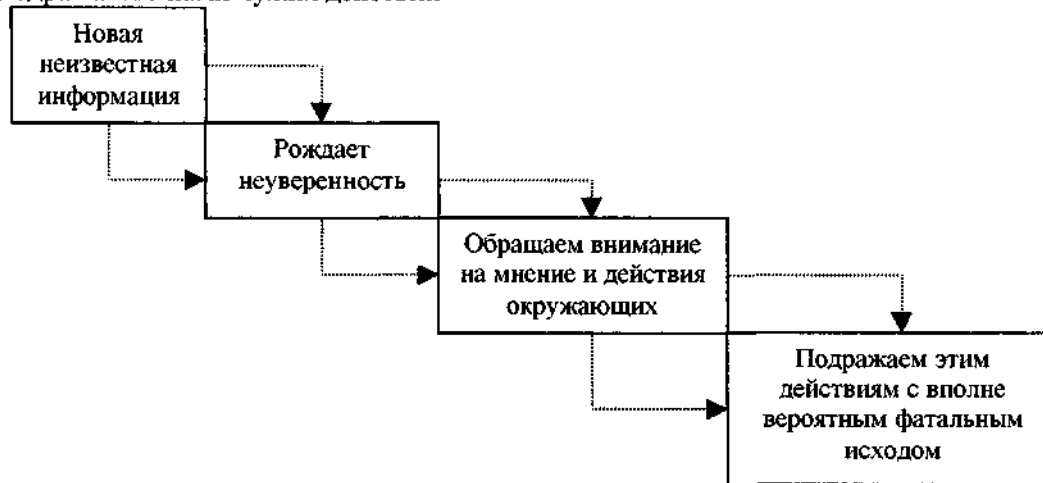 Новая
неизвестная
информация
Рождает
неуверенность
Обращаем внимание
на мнение и действия
окружающих
Подражаем этим
действиям с вполне
вероятным фатальным
исходом